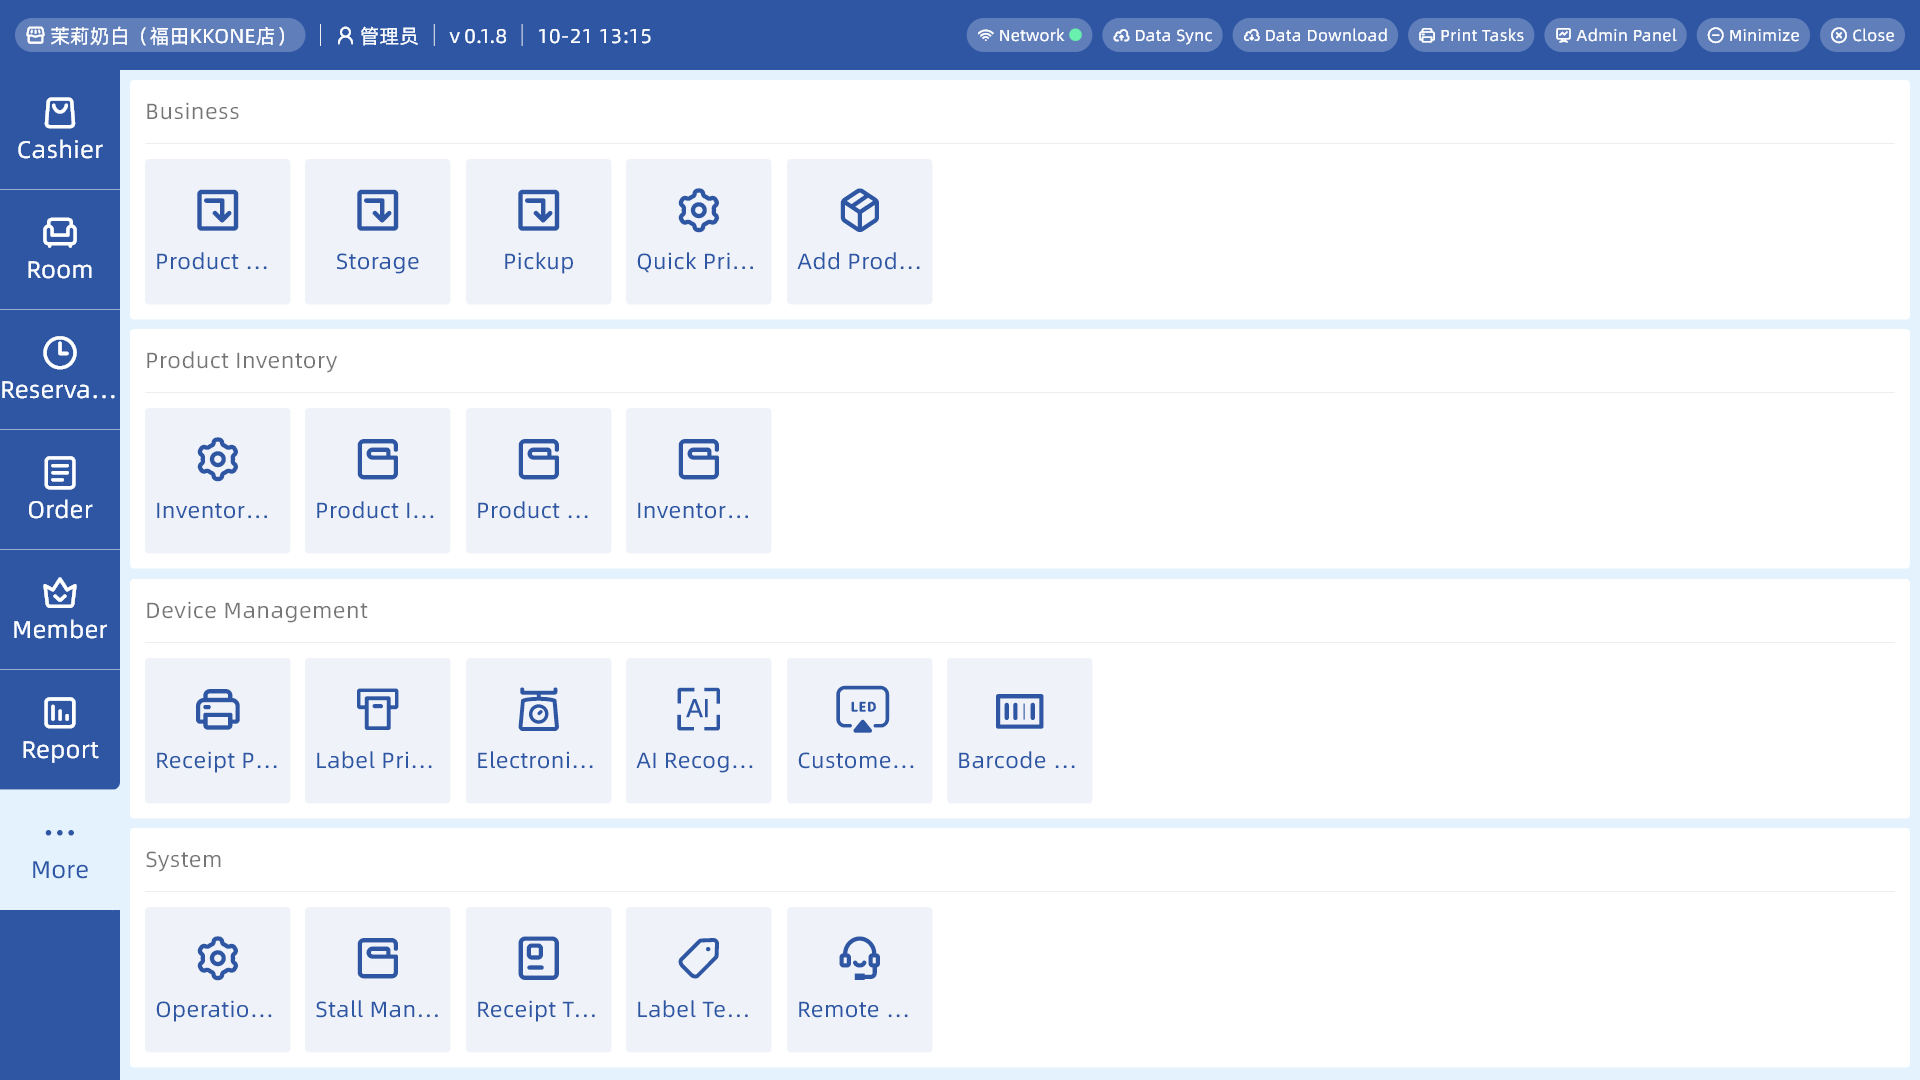 茉莉奶白（福田KKONE店） 管理员 v 0.1.8 10-21 13:15 Network Data Sync Data Download Print Tasks Admin Panel Minimize Close
Cashier
Room
Reserva...
Order
Member
Report
More
Business
Product ... Storage Pickup Quick Pri... Add Prod...
Product Inventory
Inventor... Product I... Product ... Inventor...
Device Management
AI LED
Receipt P... Label Pri... Electroni... AI Recog... Custome... Barcode ...
System
Operatio... Stall Man... Receipt T... Label Te... Remote ...